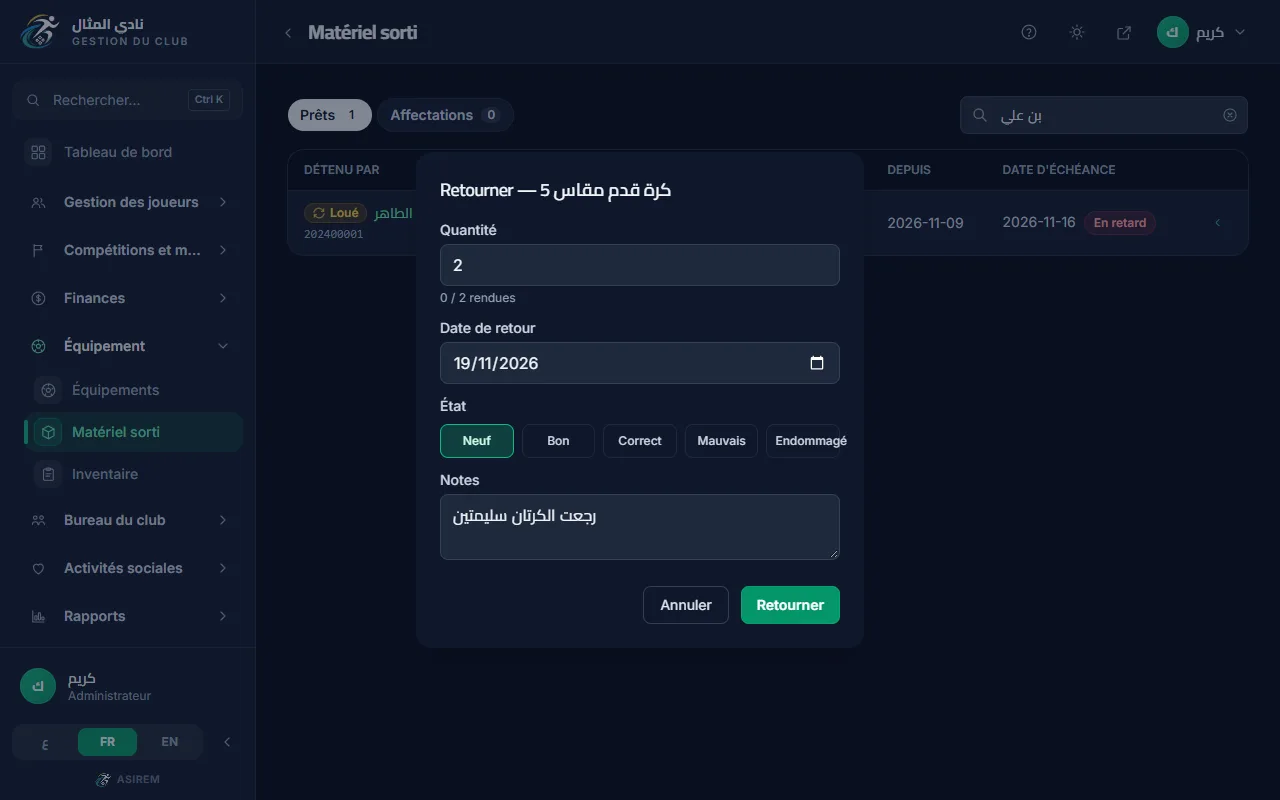 نادي المثال
GESTION DU CLUB
Rechercher...
Ctrl K
Tableau de bord
Gestion des joueurs
Compétitions et m...
Finances
Équipement
Équipements
Matériel sorti
Inventaire
Bureau du club
Activités sociales
Rapports
ك
كريم
Administrateur
ع
FR
EN
ASIREM
Matériel sorti
ك
كريم
Prêts 1
Affectations 0
بن علي
DÉTENU PAR
DEPUIS
DATE D'ÉCHÉANCE
Loué
الطاهر
202400001
2026-11-09
2026-11-16
En retard
Retourner — كرة قدم مقاس 5
Quantité
2
0 / 2 rendues
Date de retour
19/11/2026
État
Neuf
Bon
Correct
Mauvais
Endommagé
Notes
رجعت الكرتان سليمتين
Annuler
Retourner